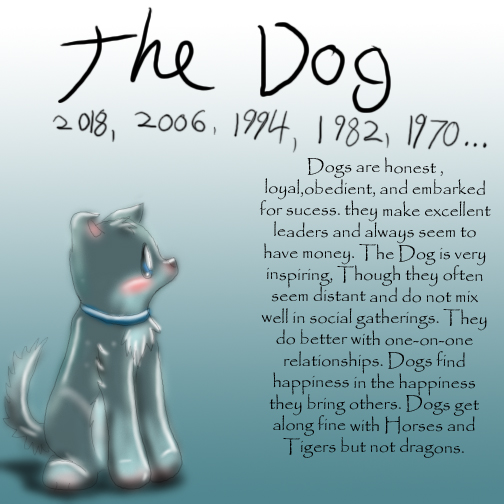 The Dog
2018, 2006, 1994, 1982, 1970...
Dogs are honest ,
loyal,obedient, and embarked
for sucess. they make excellent
leaders and always seem to
have money. The Dog is very
inspiring, Though they often
seem distant and do not mix
well in social gatherings. They
do better with one-on-one
relationships. Dogs find
happiness in the happiness
they bring others. Dogs get
along fine with Horses and
Tigers but not dragons.